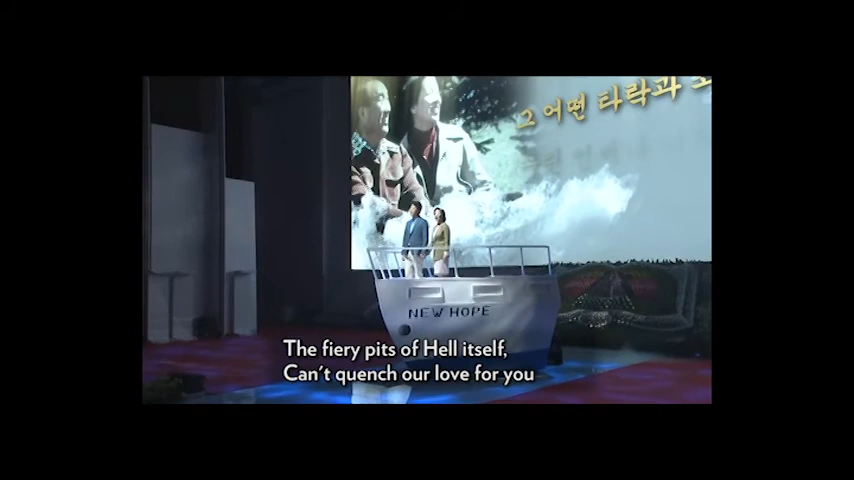 그 어떤 타락과
NEW HOPE
The fiery pits of Hell itself,
Can't quench our love for you